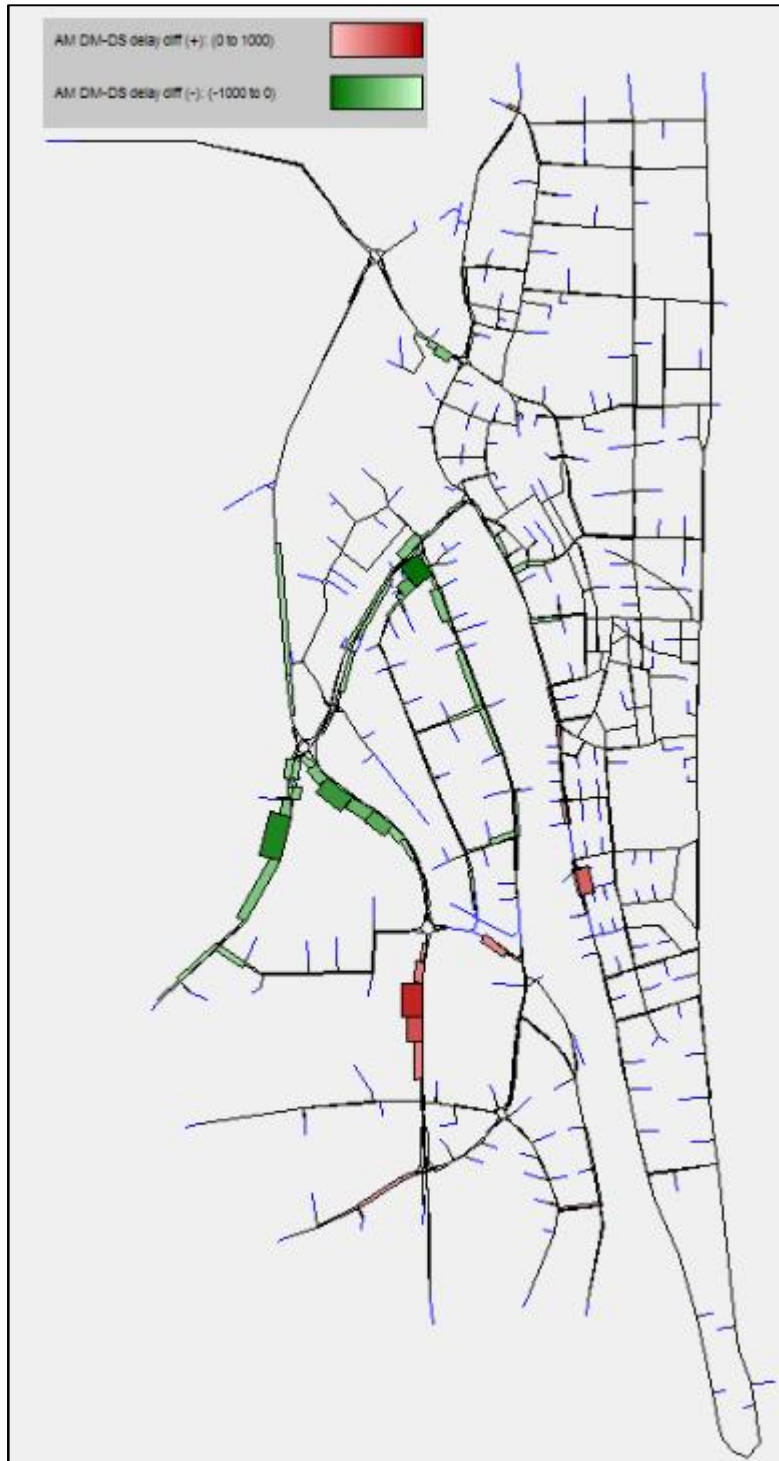 AM DM-DS delay diff (+): (0 to 1000)
AM DM-DS delay diff (-): (-1000 to 0)